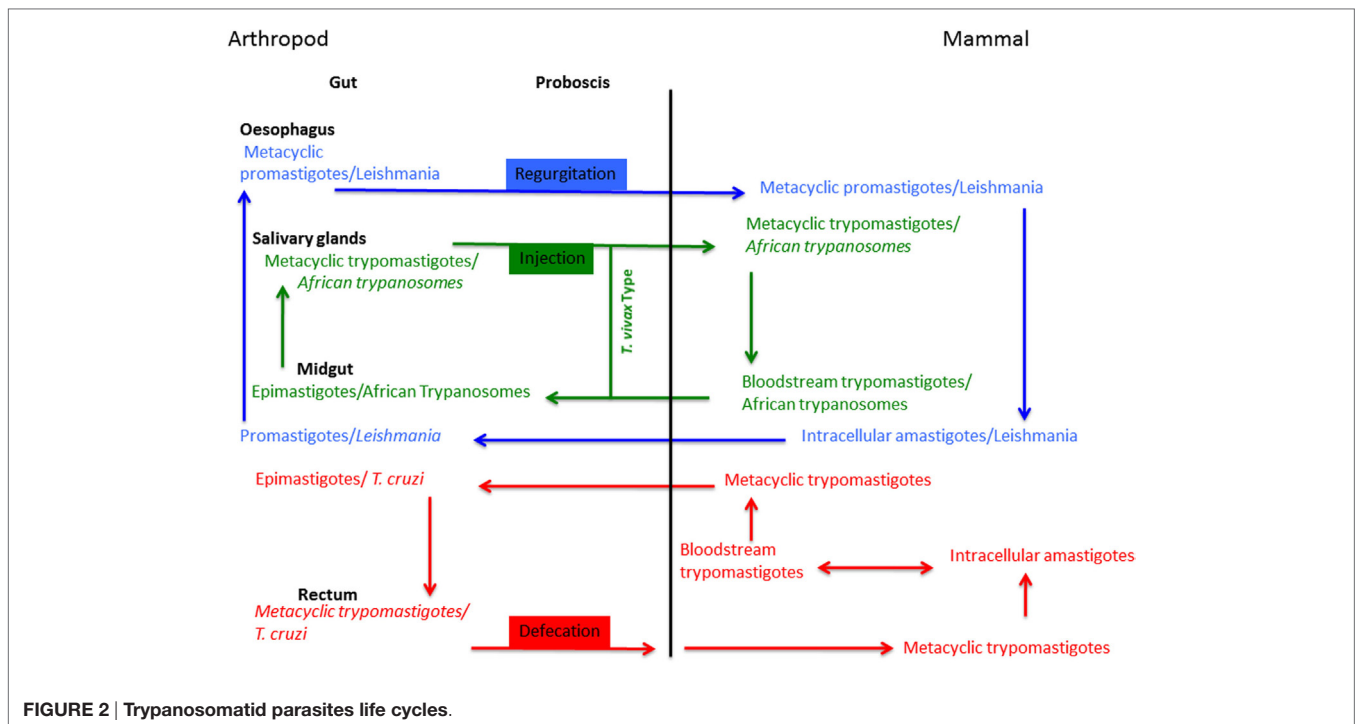 Arthropod
Mammal
Gut
Proboscis
Oesophagus
Metacyclic
promastigotes/Leishmania
Regurgitation
Metacyclic promastigotes/Leishmania
Salivary glands
Metacyclic trypomastigotes/
African trypanosomes
Injection
Metacyclic trypomastigotes/
African trypanosomes
T. vivax Type
Midgut
Epimastigotes/African Trypanosomes
Bloodstream trypomastigotes/
African trypanosomes
Promastigotes/Leishmania
Intracellular amastigotes/Leishmania
Epimastigotes/ T. cruzi
Metacyclic trypomastigotes
Bloodstream
trypomastigotes
Intracellular amastigotes
Rectum
Metacyclic trypomastigotes/
T. cruzi
Defecation
Metacyclic trypomastigotes
FIGURE 2 | Trypanosomatid parasites life cycles.